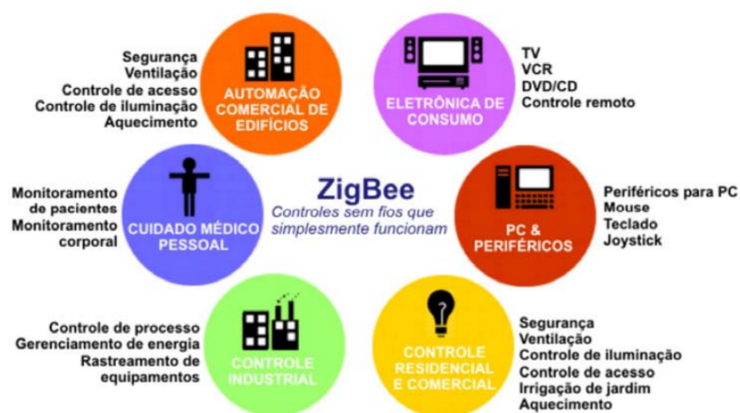 Segurança
Ventilação
Controle de acesso
Controle de iluminação
Aquecimento
AUTOMAÇÃO
COMERCIAL DE
EDIFÍCIOS
ELETRÔNICA DE
CONSUMO
TV
VCR
DVD/CD
Controle remoto
Monitoramento
de pacientes
Monitoramento
corporal
CUIDADO MÉDICO
PESSOAL
ZigBee
Controles sem fios que
simplesmente funcionam
PC &
PERIFÉRICOS
Periféricos para PC
Mouse
Teclado
Joystick
Controle de processo
Gerenciamento de energia
Rastreamento de
equipamentos
CONTROLE
INDUSTRIAL
CONTROLE
RESIDENCIAL
E COMERCIAL
Segurança
Ventilação
Controle de iluminação
Controle de acesso
Irrigação de jardim
Aquecimento